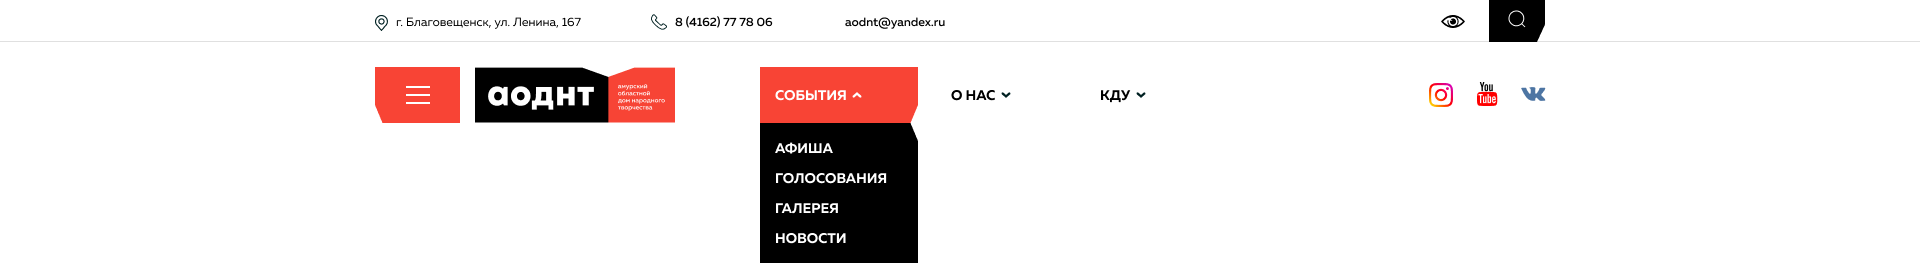 г. Благовещенск, ул. Ленина, 167
8 (4162) 77 78 06
aodnt@yandex.ru
аоднт
амурский
областной
дом народного
творчества
СОБЫТИЯ
О НАС
КДУ
You
Tube
АФИША
ГОЛОСОВАНИЯ
ГАЛЕРЕЯ
НОВОСТИ